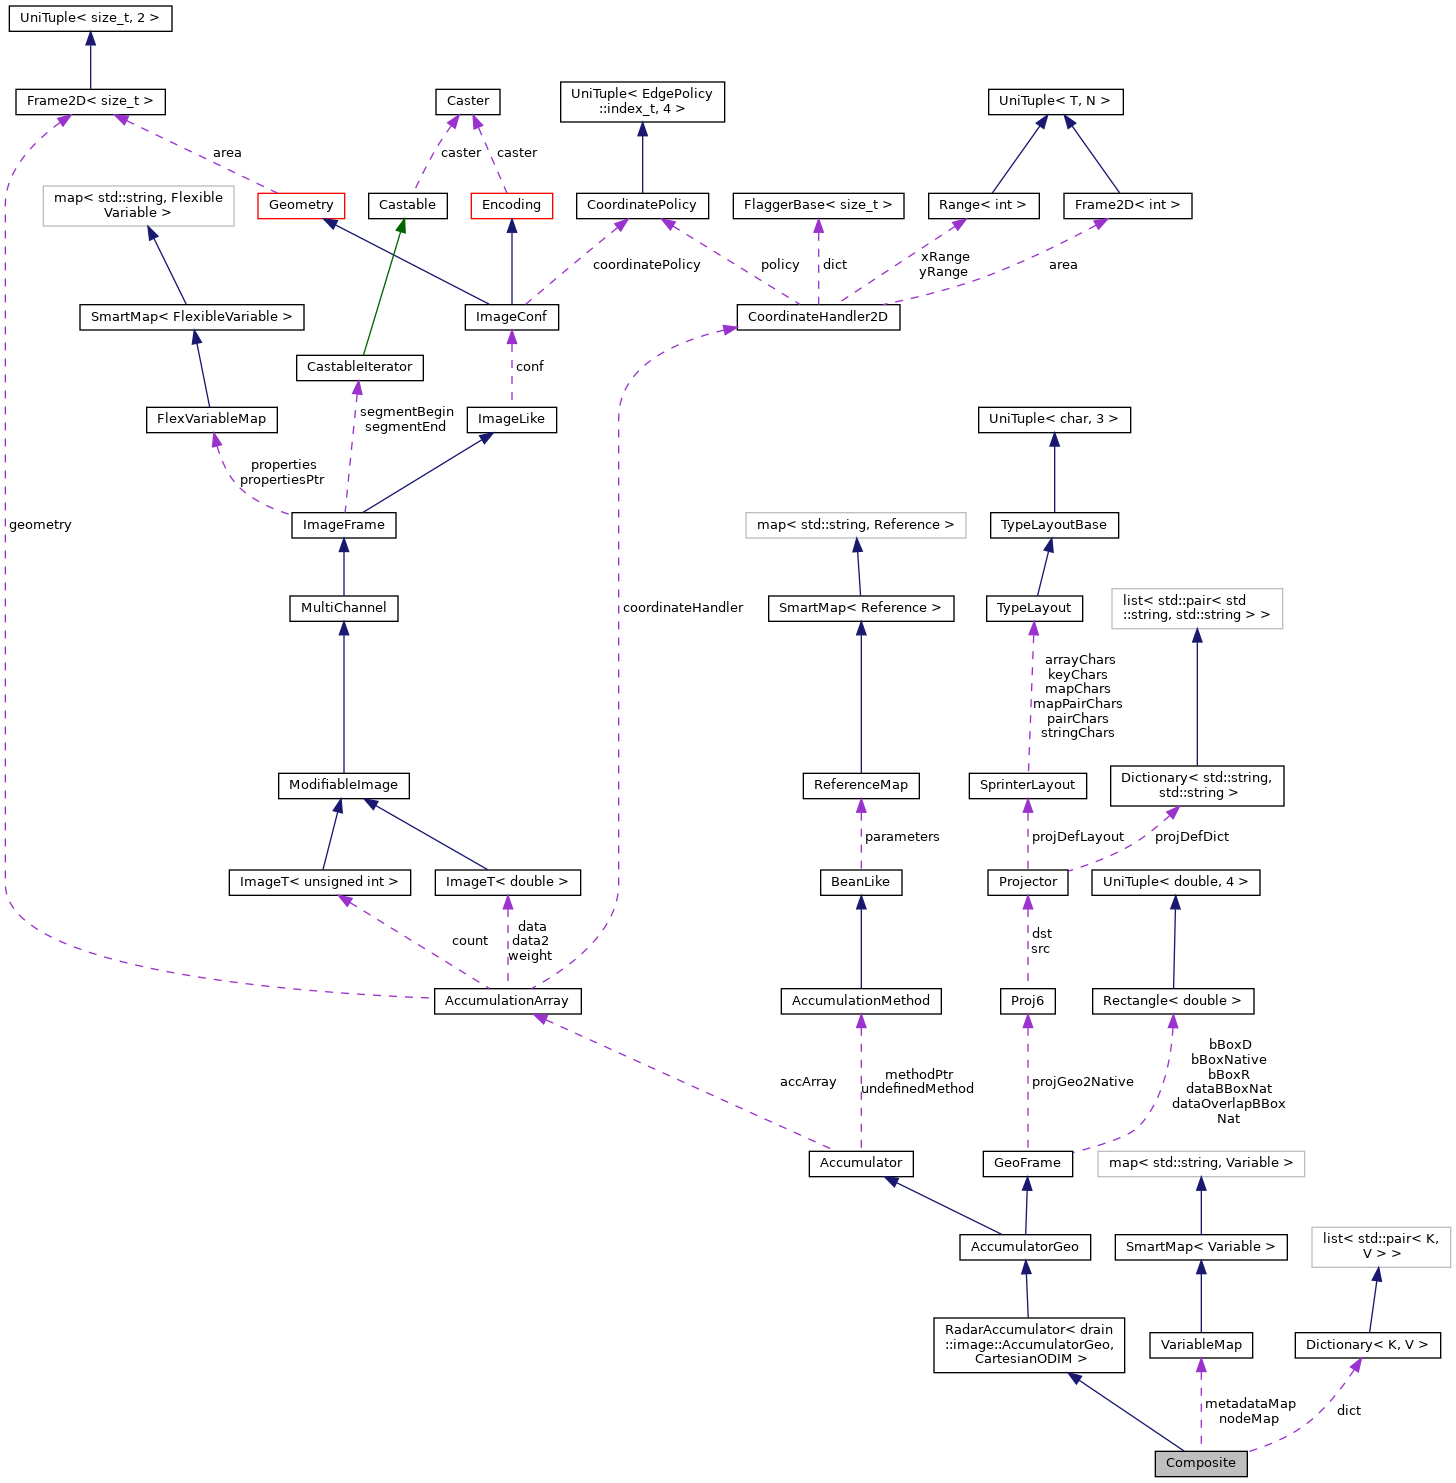 UniTuple< size_t, 2 >
Frame2D< size_t >
Caster
UniTuple< EdgePolicy
::index_t, 4 >
UniTuple< T, N >
area
caster
caster
map< std::string, Flexible
Variable >
Geometry
Castable
Encoding
CoordinatePolicy
FlaggerBase< size_t >
Range< int >
Frame2D< int >
coordinatePolicy
policy
dict
xRange
yRange
area
SmartMap< FlexibleVariable >
ImageConf
CoordinateHandler2D
CastableIterator
conf
FlexVariableMap
segmentBegin
segmentEnd
ImageLike
UniTuple< char, 3 >
properties
propertiesPtr
geometry
ImageFrame
map< std::string, Reference >
TypeLayoutBase
MultiChannel
coordinateHandler
SmartMap< Reference >
TypeLayout
list< std::pair< std
::string, std::string > >
arrayChars
keyChars
mapChars
mapPairChars
pairChars
stringChars
ModifiableImage
ReferenceMap
SprinterLayout
Dictionary< std::string,
std::string >
parameters
projDefLayout
projDefDict
ImageT< unsigned int >
ImageT< double >
BeanLike
Projector
UniTuple< double, 4 >
count
data
data2
weight
dst
src
AccumulationArray
AccumulationMethod
Proj6
Rectangle< double >
accArray
methodPtr
undefinedMethod
projGeo2Native
bBoxD
bBoxNative
bBoxR
dataBBoxNat
dataOverlapBBox
Nat
Accumulator
GeoFrame
map< std::string, Variable >
AccumulatorGeo
SmartMap< Variable >
list< std::pair< K,
V > >
RadarAccumulator< drain
::image::AccumulatorGeo,
CartesianODIM >
VariableMap
Dictionary< K, V >
metadataMap
nodeMap
dict
Composite